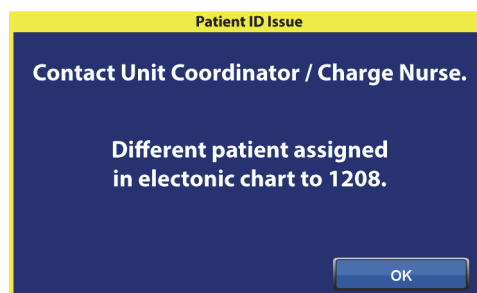 Patient ID Issue
Contact Unit Coordinator / Charge Nurse.
Different patient assigned
in electonic chart to 1208.
OK